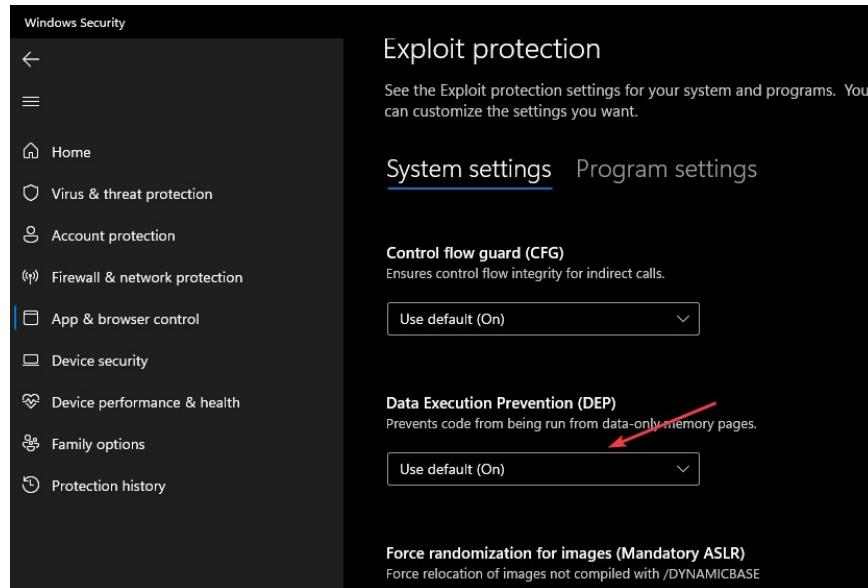 Windows Security
Home
Virus & threat protection
Account protection
Firewall & network protection
App & browser control
Device security
Device performance & health
Family options
Protection history
Exploit protection
See the Exploit protection settings for your system and programs. You
can customize the settings you want.
System settings Program settings
Control flow guard (CFG)
Ensures control flow integrity for indirect calls.
Use default (On)
Data Execution Prevention (DEP)
Prevents code from being run from data-only memory pages.
Use default (On)
Force randomization for images (Mandatory ASLR)
Force relocation of images not compiled with /DYNAMICBASE